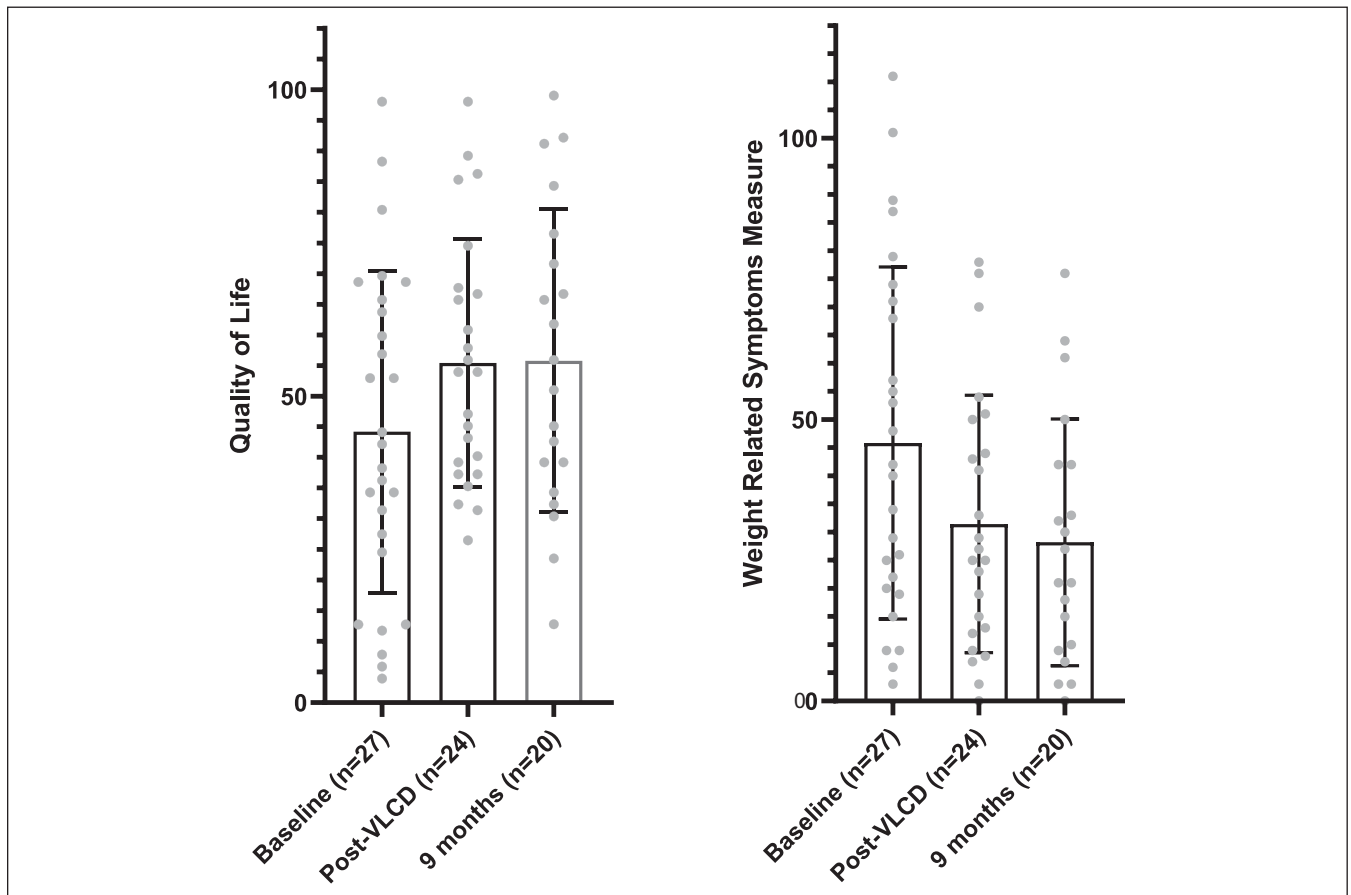 Quality of Life
100
50
0
Baseline (n=27)
Post-VLCD (n=24)
9 months (n=20)
Weight Related Symptoms Measure
100
50
00
Baseline (n=27)
Post-VLCD (n=24)
9 months (n=20)